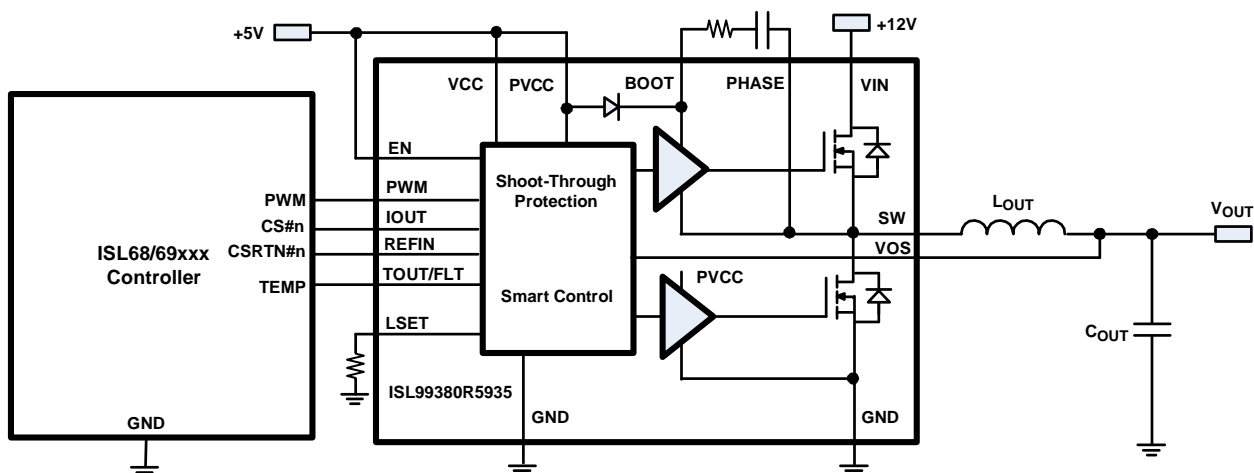 +5V
+12V
VCC
PVCC
BOOT
PHASE
VIN
EN
PWM
PWM
Shoot-Through
Protection
CS#n
IOUT
SW
LOUT
VOUT
ISL68/69xxx
Controller
CSRTN#n
REFIN
VOS
TEMP
TOUT/FLT
Smart Control
PVCC
LSET
COUT
ISL99380R5935
GND
GND
GND